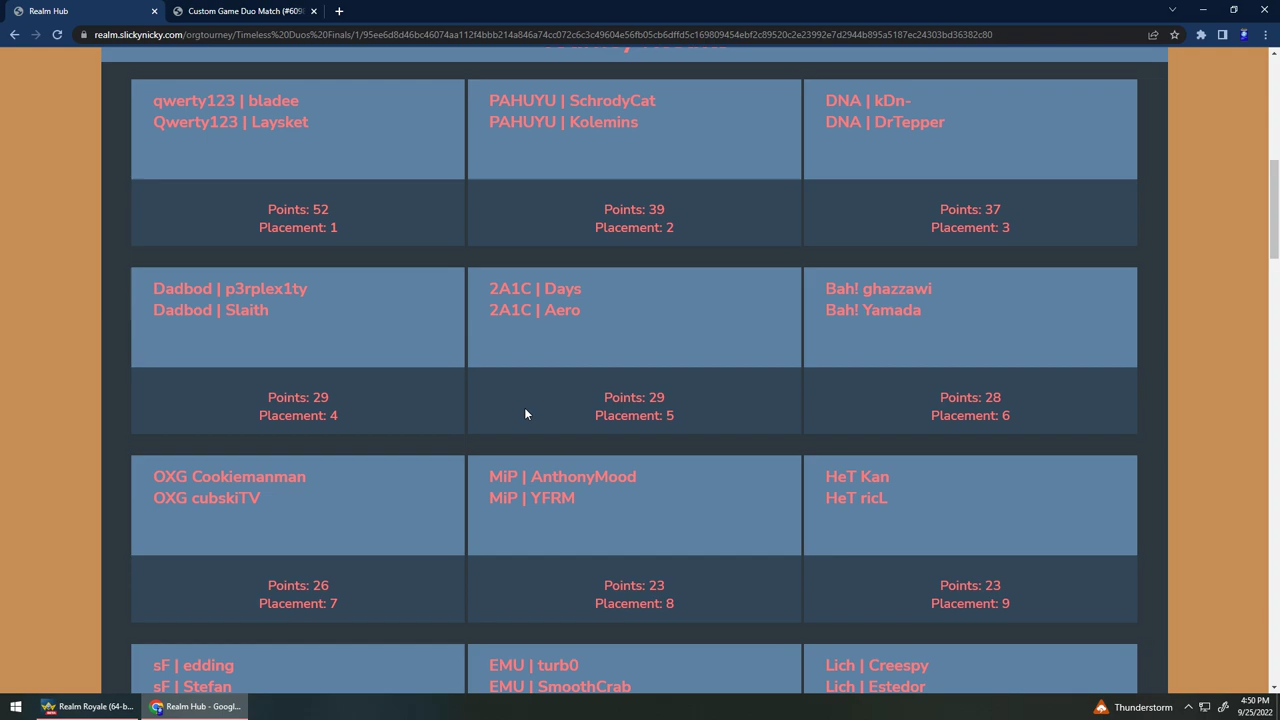 Realm Hub
Custom Game Duo Match (#609
realm.slickynicky.com/orgtourney/Timeless%20Duos%20Finals/1/95ee6d8d46bc46074aa112f4bbb214a846a74cc072c6c3c49604e56fb05cb6dffd5c169809454ebf2c89520c2e23992e7d2944b895a5187ec24303bd36382c80
qwerty123 | bladee
Qwerty123 | Laysket
Points: 52
Placement: 1
PAHUYU | SchrodyCat
PAHUYU | Kolemins
Points: 39
Placement: 2
DNA | kDn-
DNA | DrTepper
Points: 37
Placement: 3
Dadbod | p3rplex1ty
Dadbod | Slaith
Points: 29
Placement: 4
2A1C | Days
2A1C | Aero
Points: 29
Placement: 5
Bah! ghazzawi
Bah! Yamada
Points: 28
Placement: 6
OXG Cookiemanman
OXG cubskiTV
Points: 26
Placement: 7
MiP | AnthonyMood
MiP | YFRM
Points: 23
Placement: 8
HeT Kan
HeT ricL
Points: 23
Placement: 9
sF | edding
sF | Stefan
EMU | turb0
EMU | SmoothCrab
Lich | Creespy
Lich | Estedor
Realm Royale (64-b...
Realm Hub - Googl...
Thunderstorm
4:50 PM
9/25/2022